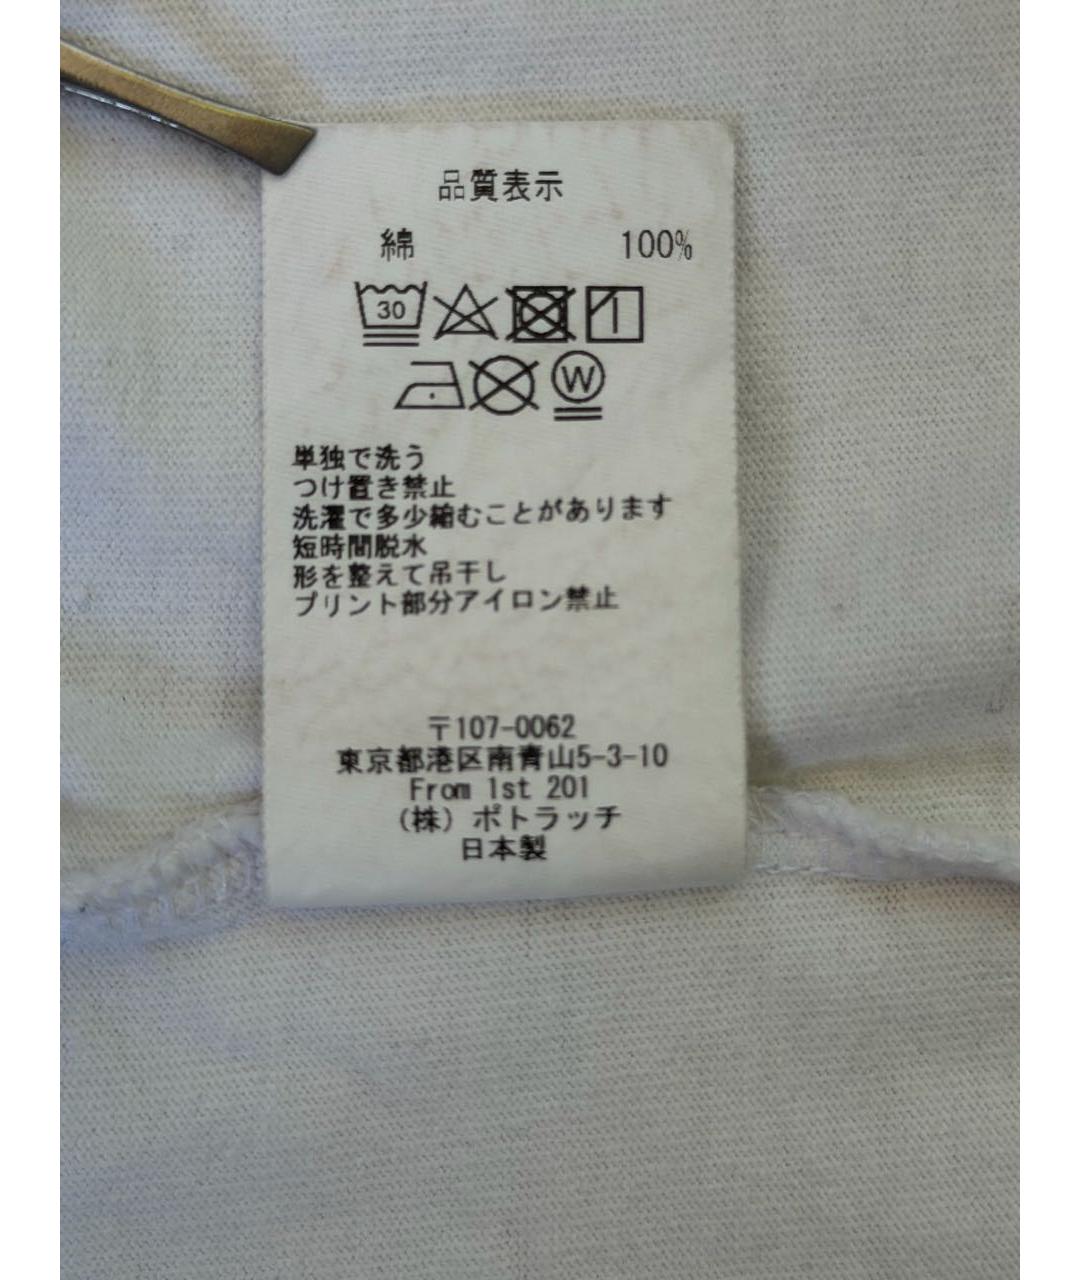 品質表示
綿 100%
30
W
単独で洗う
つけ置き禁止
洗濯で多少縮むことがあります
短時間脱水
形を整えて吊干し
プリント部分アイロン禁止
〒107-0062
東京都港区南青山5-3-10
From 1st 201
(株) ポトラッチ
日本製